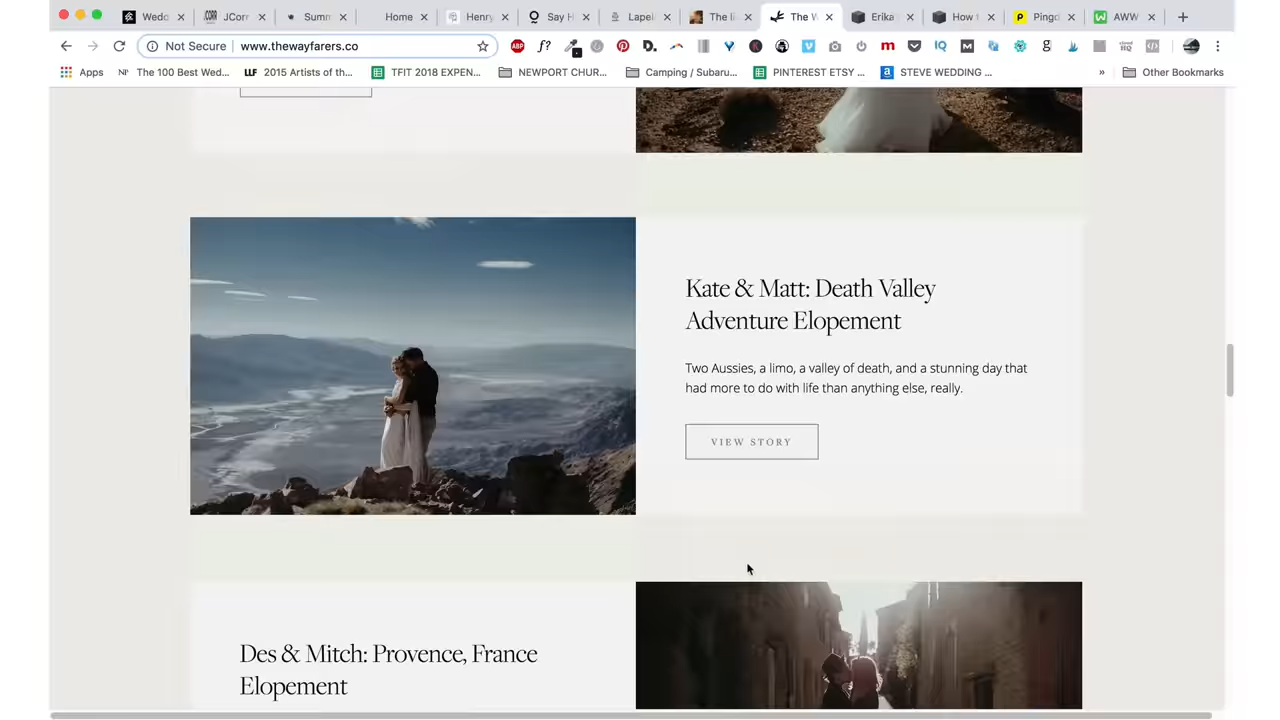 Wedd
JCorr
Summ
Home
Henry
Say H
Lapel
The li
The W
Erika
How t
Pingd
AWW
Not Secure
www.thewayfarers.co
Apps
The 100 Best Wed...
2015 Artists of th...
TFIT 2018 EXPEN...
NEWPORT CHUR...
Camping / Subaru...
PINTEREST ETSY ...
STEVE WEDDING ...
»
Other Bookmarks
Kate & Matt: Death Valley
Adventure Elopement
Two Aussies, a limo, a valley of death, and a stunning day that
had more to do with life than anything else, really.
VIEW STORY
Des & Mitch: Provence, France
Elopement